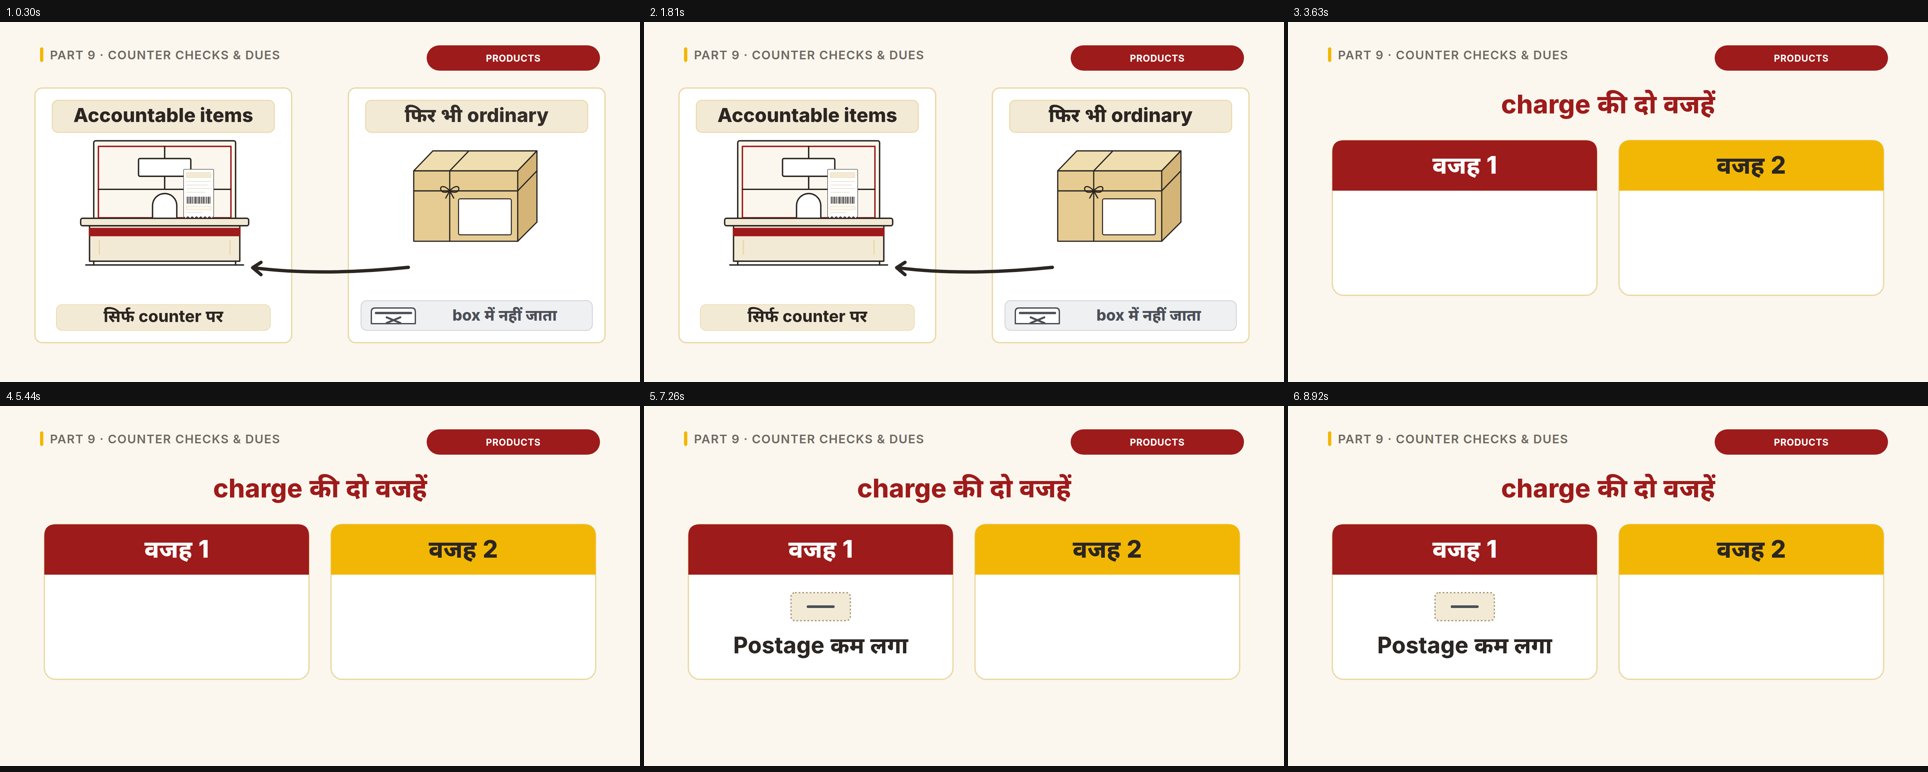 1. 0.30s
PART 9 · COUNTER CHECKS & DUES
PRODUCTS
Accountable items
फिर भी ordinary
सिर्फ counter पर
box में नहीं जाता
2. 1.81s
PART 9 · COUNTER CHECKS & DUES
PRODUCTS
Accountable items
फिर भी ordinary
सिर्फ counter पर
box में नहीं जाता
3. 3.63s
PART 9 · COUNTER CHECKS & DUES
PRODUCTS
charge की दो वजहें
वजह 1
वजह 2
4. 5.44s
PART 9 · COUNTER CHECKS & DUES
PRODUCTS
charge की दो वजहें
वजह 1
वजह 2
5. 7.26s
PART 9 · COUNTER CHECKS & DUES
PRODUCTS
charge की दो वजहें
वजह 1
वजह 2
Postage कम लगा
6. 8.92s
PART 9 · COUNTER CHECKS & DUES
PRODUCTS
charge की दो वजहें
वजह 1
वजह 2
Postage कम लगा